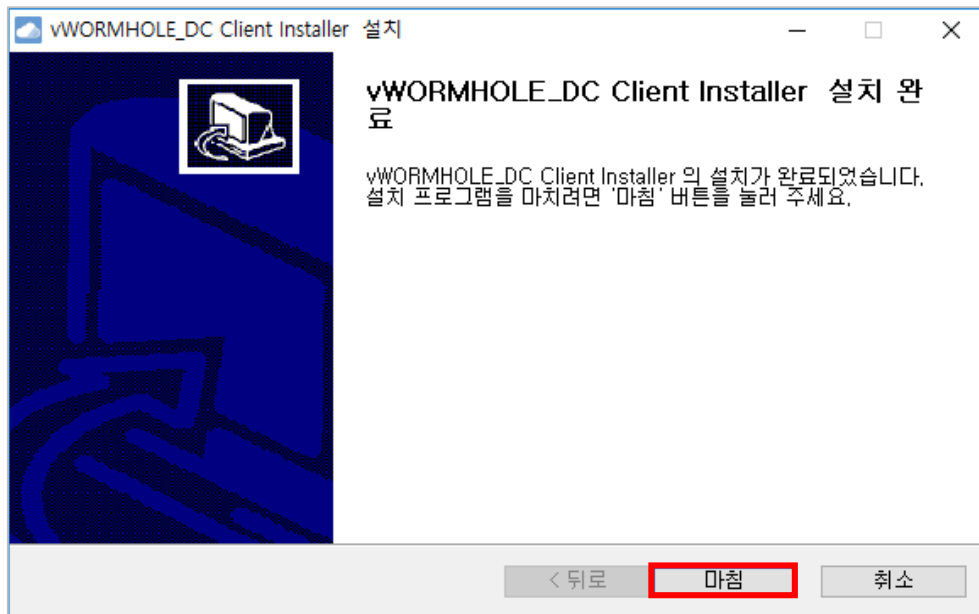 vWORMHOLE_DC Client Installer 설치
vWORMHOLE_DC Client Installer 설치 완
료
vWORMHOLE_DC Client Installer 의 설치가 완료되었습니다.
설치 프로그램을 마치려면 '마침' 버튼을 눌러 주세요.
< 뒤로 마침 취소